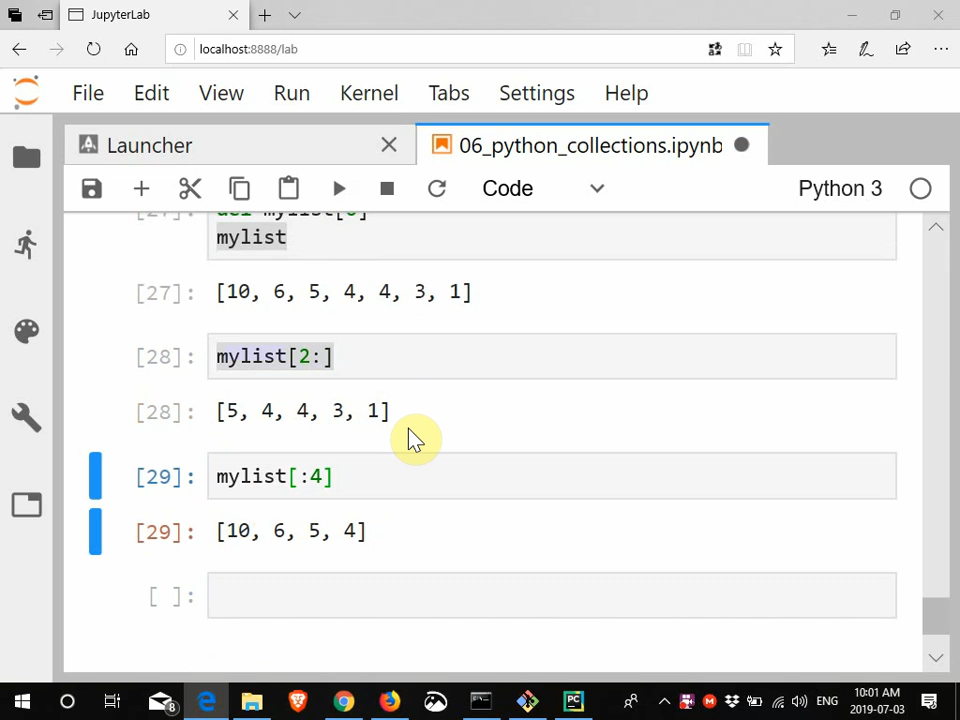 JupyterLab
localhost:8888/lab
File Edit View Run Kernel Tabs Settings Help
Launcher
06_python_collections.ipynb
Code
Python 3
mylist
[27]: [10, 6, 5, 4, 4, 3, 1]
[28]: mylist[2:]
[28]: [5, 4, 4, 3, 1]
[29]: mylist[:4]
[29]: [10, 6, 5, 4]
[ ]:
8
PC
ENG
10:01 AM
2019-07-03